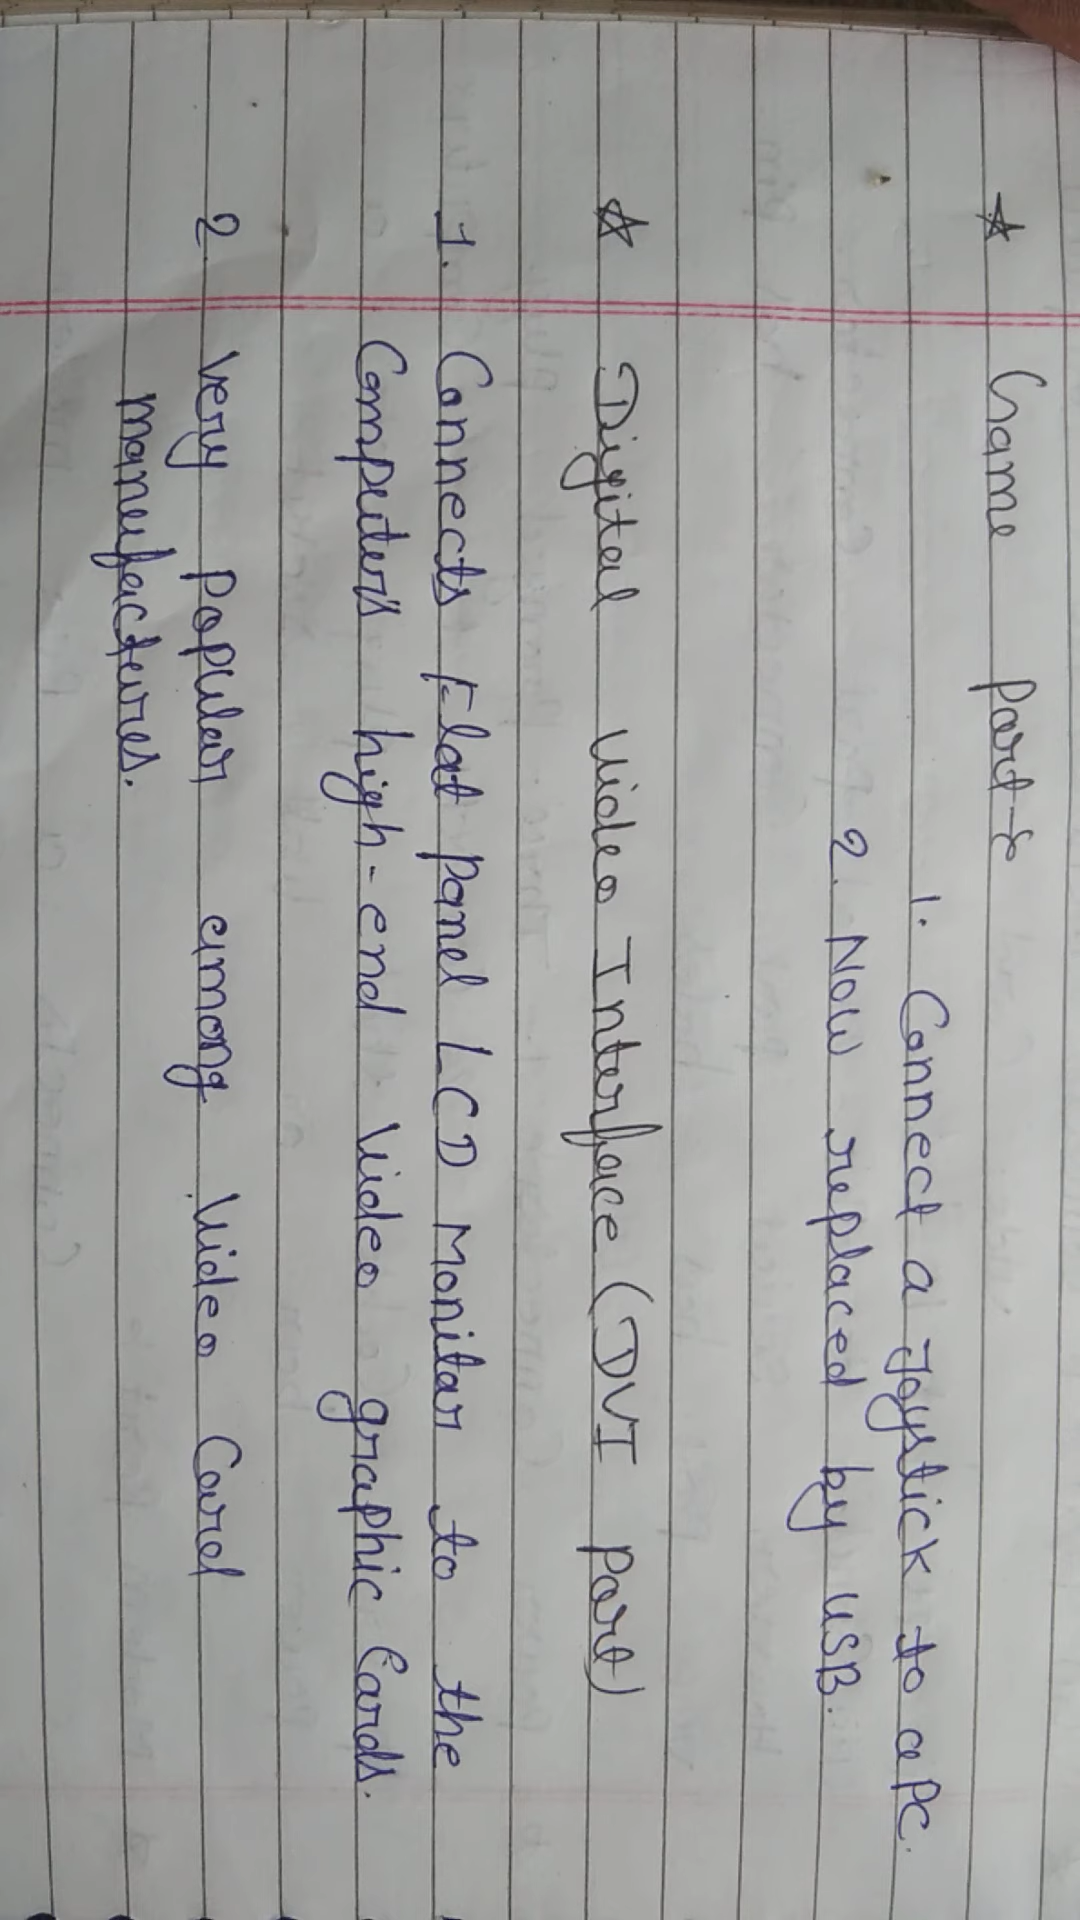 ☆ Game port :-
1. Connect a Joystick to a PC.
2. Now replaced by USB.
☆ Digital Video Interface (DVI port)
1. Connects Flat panel LCD Monitor to the
Computer's high-end Video graphic Cards.
2. Very Popular among Video Card
manufactures.